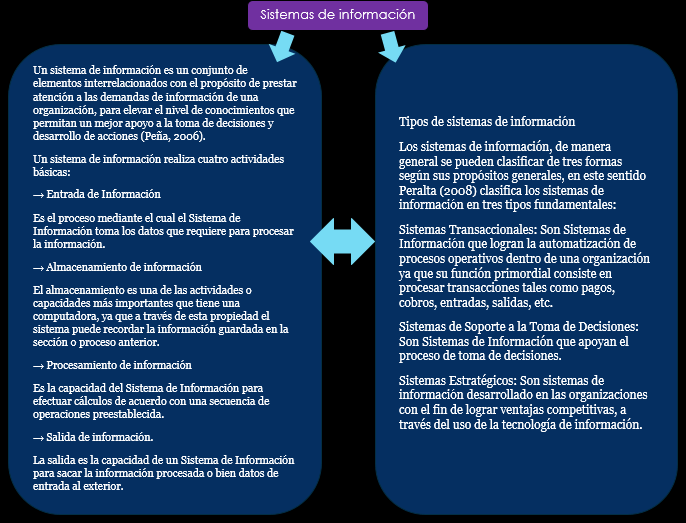 Sistemas de información
Un sistema de información es un conjunto de
elementos interrelacionados con el propósito de prestar
atención a las demandas de información de una
organización, para elevar el nivel de conocimientos que
permitan un mejor apoyo a la toma de decisiones y
desarrollo de acciones (Peña, 2006).
Un sistema de información realiza cuatro actividades
básicas:
→ Entrada de Información
Es el proceso mediante el cual el Sistema de
Información toma los datos que requiere para procesar
la información.
→ Almacenamiento de información
El almacenamiento es una de las actividades o
capacidades más importantes que tiene una
computadora, ya que a través de esta propiedad el
sistema puede recordar la información guardada en la
sección o proceso anterior.
→ Procesamiento de información
Es la capacidad del Sistema de Información para
efectuar cálculos de acuerdo con una secuencia de
operaciones preestablecida.
→ Salida de información.
La salida es la capacidad de un Sistema de Información
para sacar la información procesada o bien datos de
entrada al exterior.
Tipos de sistemas de información
Los sistemas de información, de manera
general se pueden clasificar de tres formas
según sus propósitos generales, en este sentido
Peralta (2008) clasifica los sistemas de
información en tres tipos fundamentales:
Sistemas Transaccionales: Son Sistemas de
Información que logran la automatización de
procesos operativos dentro de una organización
ya que su función primordial consiste en
procesar transacciones tales como pagos,
cobros, entradas, salidas, etc.
Sistemas de Soporte a la Toma de Decisiones:
Son Sistemas de Información que apoyan el
proceso de toma de decisiones.
Sistemas Estratégicos: Son sistemas de
información desarrollado en las organizaciones
con el fin de lograr ventajas competitivas, a
través del uso de la tecnología de información.